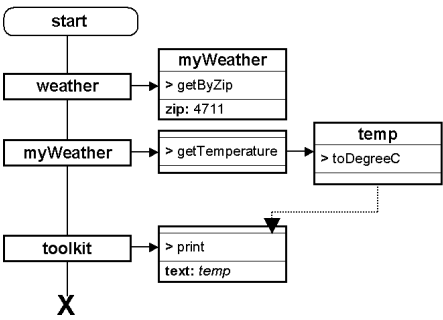 start
myWeather
weather
> getByZip
zip: 4711
temp
myWeather
> getTemperature
> toDegreeC
toolkit
> print
text: temp
X